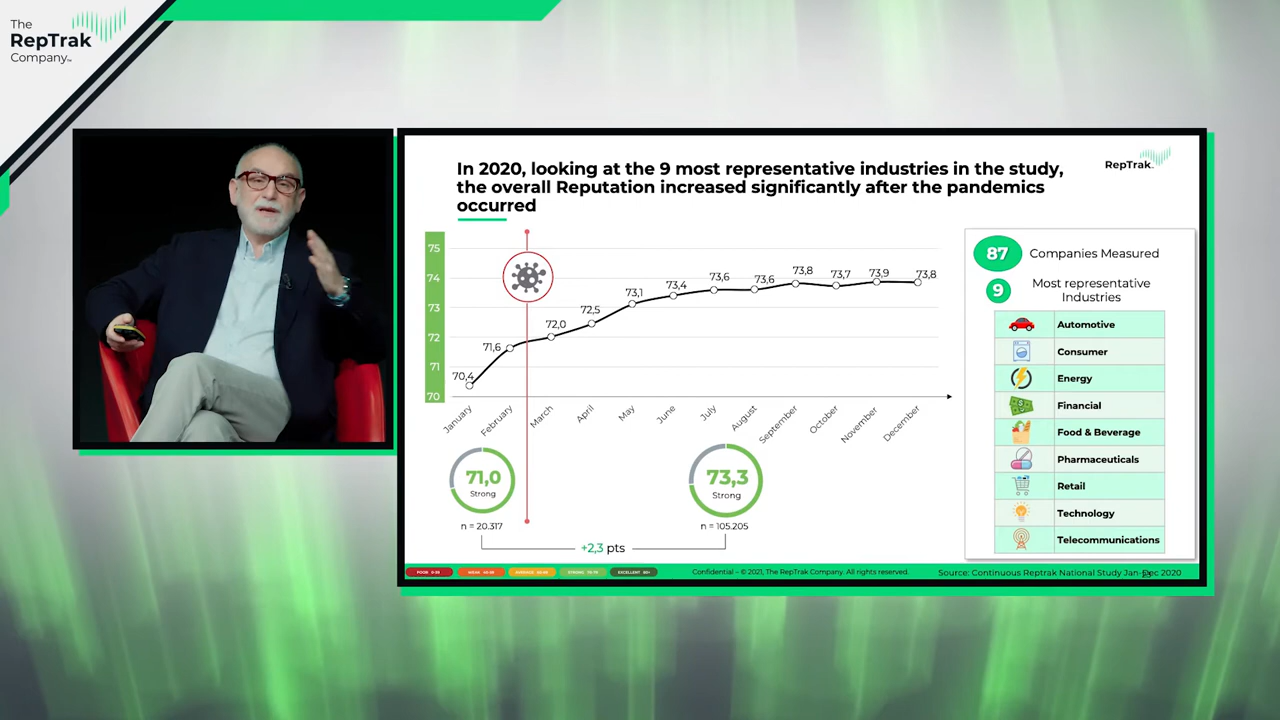 The
RepTrak
Company™
In 2020, looking at the 9 most representative industries in the study,
the overall Reputation increased significantly after the pandemics
occurred
RepTrak™
75
74
73
72
71
70
70,4
71,6
72,0
72,5
73,1
73,4
73,6
73,6
73,8
73,7
73,9
73,8
January
February
March
April
May
June
July
August
September
October
November
December
71,0
Strong
n = 20.317
73,3
Strong
n = 105.205
+2,3 pts
87
Companies Measured
9
Most representative
Industries
Automotive
Consumer
Energy
Financial
Food & Beverage
Pharmaceuticals
Retail
Technology
Telecommunications
Confidential – © 2021, The RepTrak Company. All rights reserved.
Source: Continuous Reptrak National Study Jan-Dec 2020